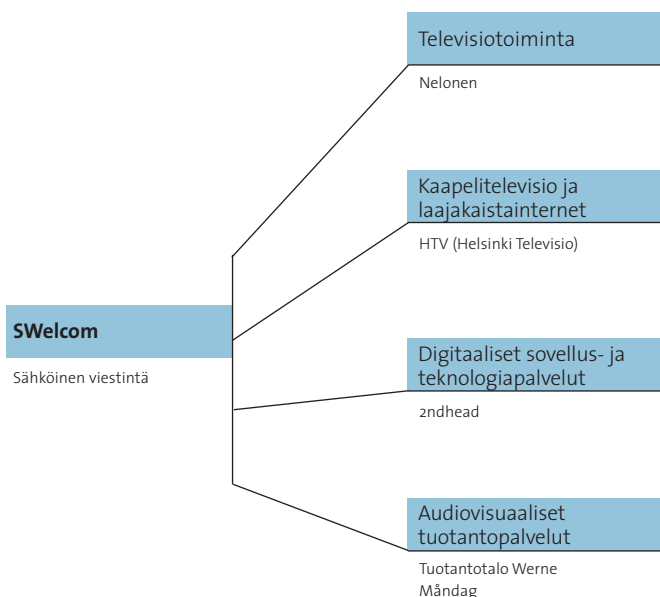 Televisiotoiminta
Nelonen
Kaapelitelevisio ja
laajakaistainternet
HTV (Helsinki Televisio)
SWelcom
Sähköinen viestintä
Digitaaliset sovellus- ja
teknologiapalvelut
2ndhead
Audiovisuaaliset
tuotantopalvelut
Tuotantotalo Werne
Måndag